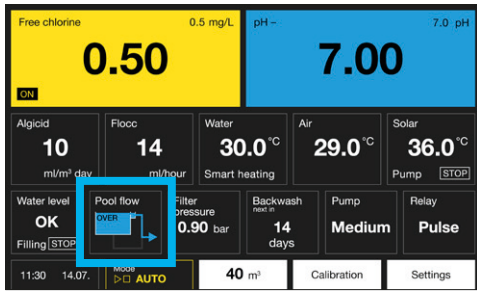 Free chlorine 0.5 mg/L pH – 7.0 pH
0.50 7.00
ON
Algicid Flocc Water Air Solar
10 14 30.0°C 29.0°C 36.0°C
ml/m³ day ml/hour Smart heating Pump STOP
Water level Pool flow Filter pressure Backwash next in Pump Relay
OK OVER 0.90 bar 14 Medium Pulse
Filling STOP days
11:30 14.07. Mode AUTO 40 m³ Calibration Settings